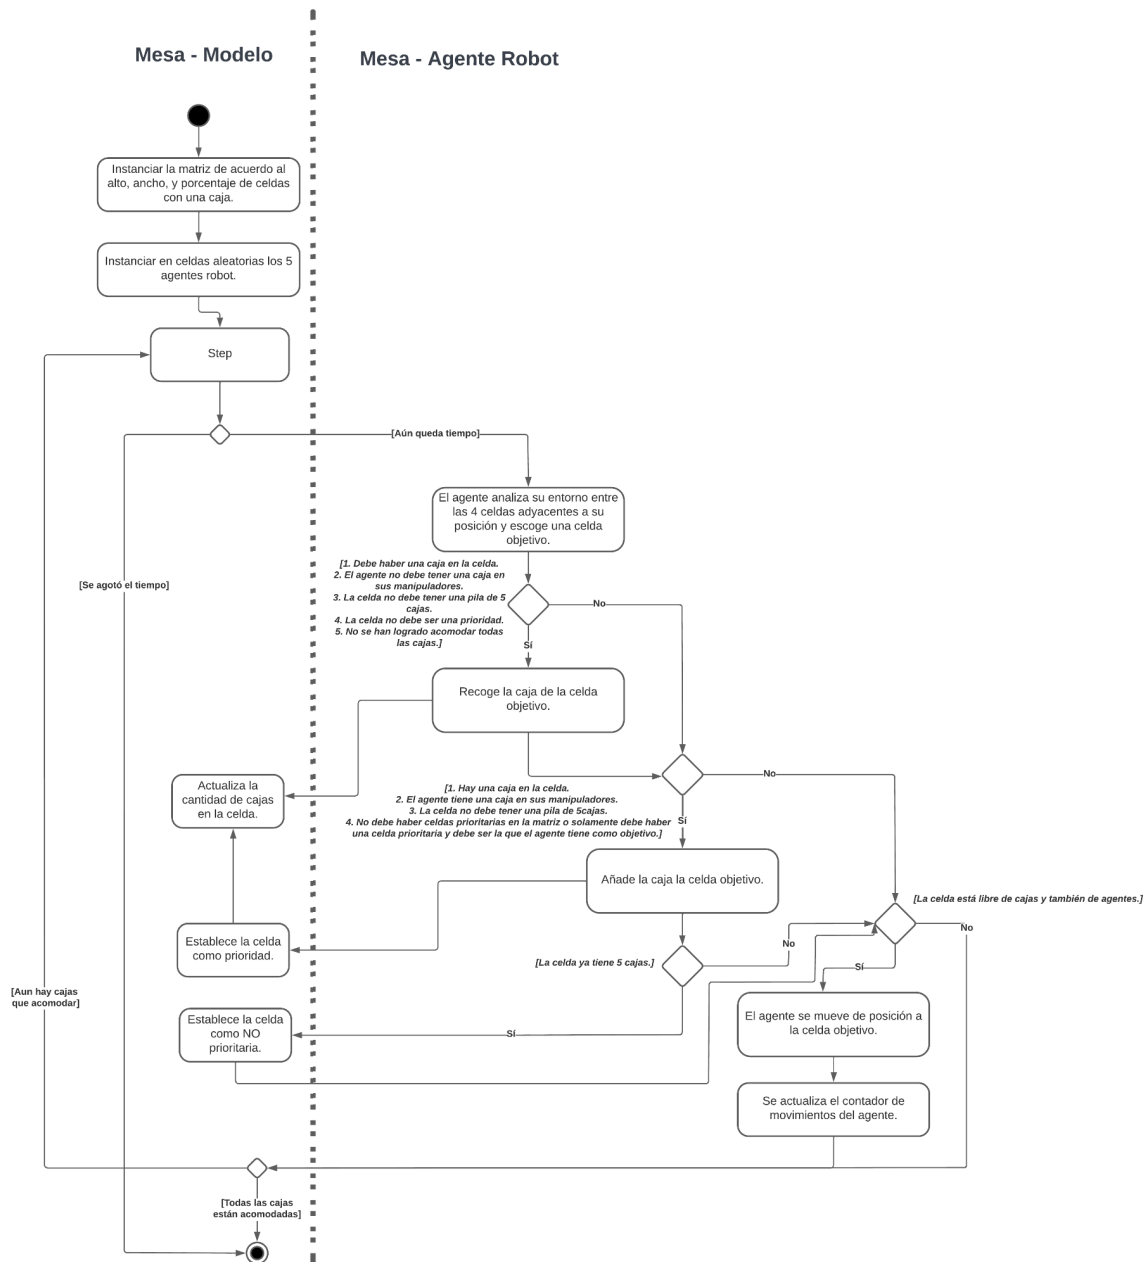 Mesa - Modelo
Mesa - Agente Robot
Instanciar la matriz de acuerdo al
alto, ancho, y porcentaje de celdas
con una caja.
Instanciar en celdas aleatorias los 5
agentes robot.
Step
[Aún queda tiempo]
El agente analiza su entorno entre
las 4 celdas adyacentes a su
posición y escoge una celda
objetivo.
[Se agotó el tiempo]
[1. Debe haber una caja en la celda.
2. El agente no debe tener una caja en
sus manipuladores.
3. La celda no debe tener una pila de 5
cajas.
4. La celda no debe ser una prioridad.
5. No se han logrado acomodar todas
las cajas.]
No
Sí
Recoge la caja de la celda
objetivo.
Actualiza la
cantidad de cajas
en la celda.
[1. Hay una caja en la celda.
2. El agente tiene una caja en sus manipuladores.
3. La celda no debe tener una pila de 5cajas.
4. No debe haber celdas prioritarias en la matriz o solamente debe haber
una celda prioritaria y debe ser la que el agente tiene como objetivo.]
No
Sí
Añade la caja la celda objetivo.
[La celda está libre de cajas y también de agentes.]
Establece la celda
como prioridad.
[La celda ya tiene 5 cajas.]
No
No
Sí
[Aun hay cajas
que acomodar]
Establece la celda
como NO
prioritaria.
Sí
El agente se mueve de posición a
la celda objetivo.
Se actualiza el contador de
movimientos del agente.
[Todas las cajas
están acomodadas]